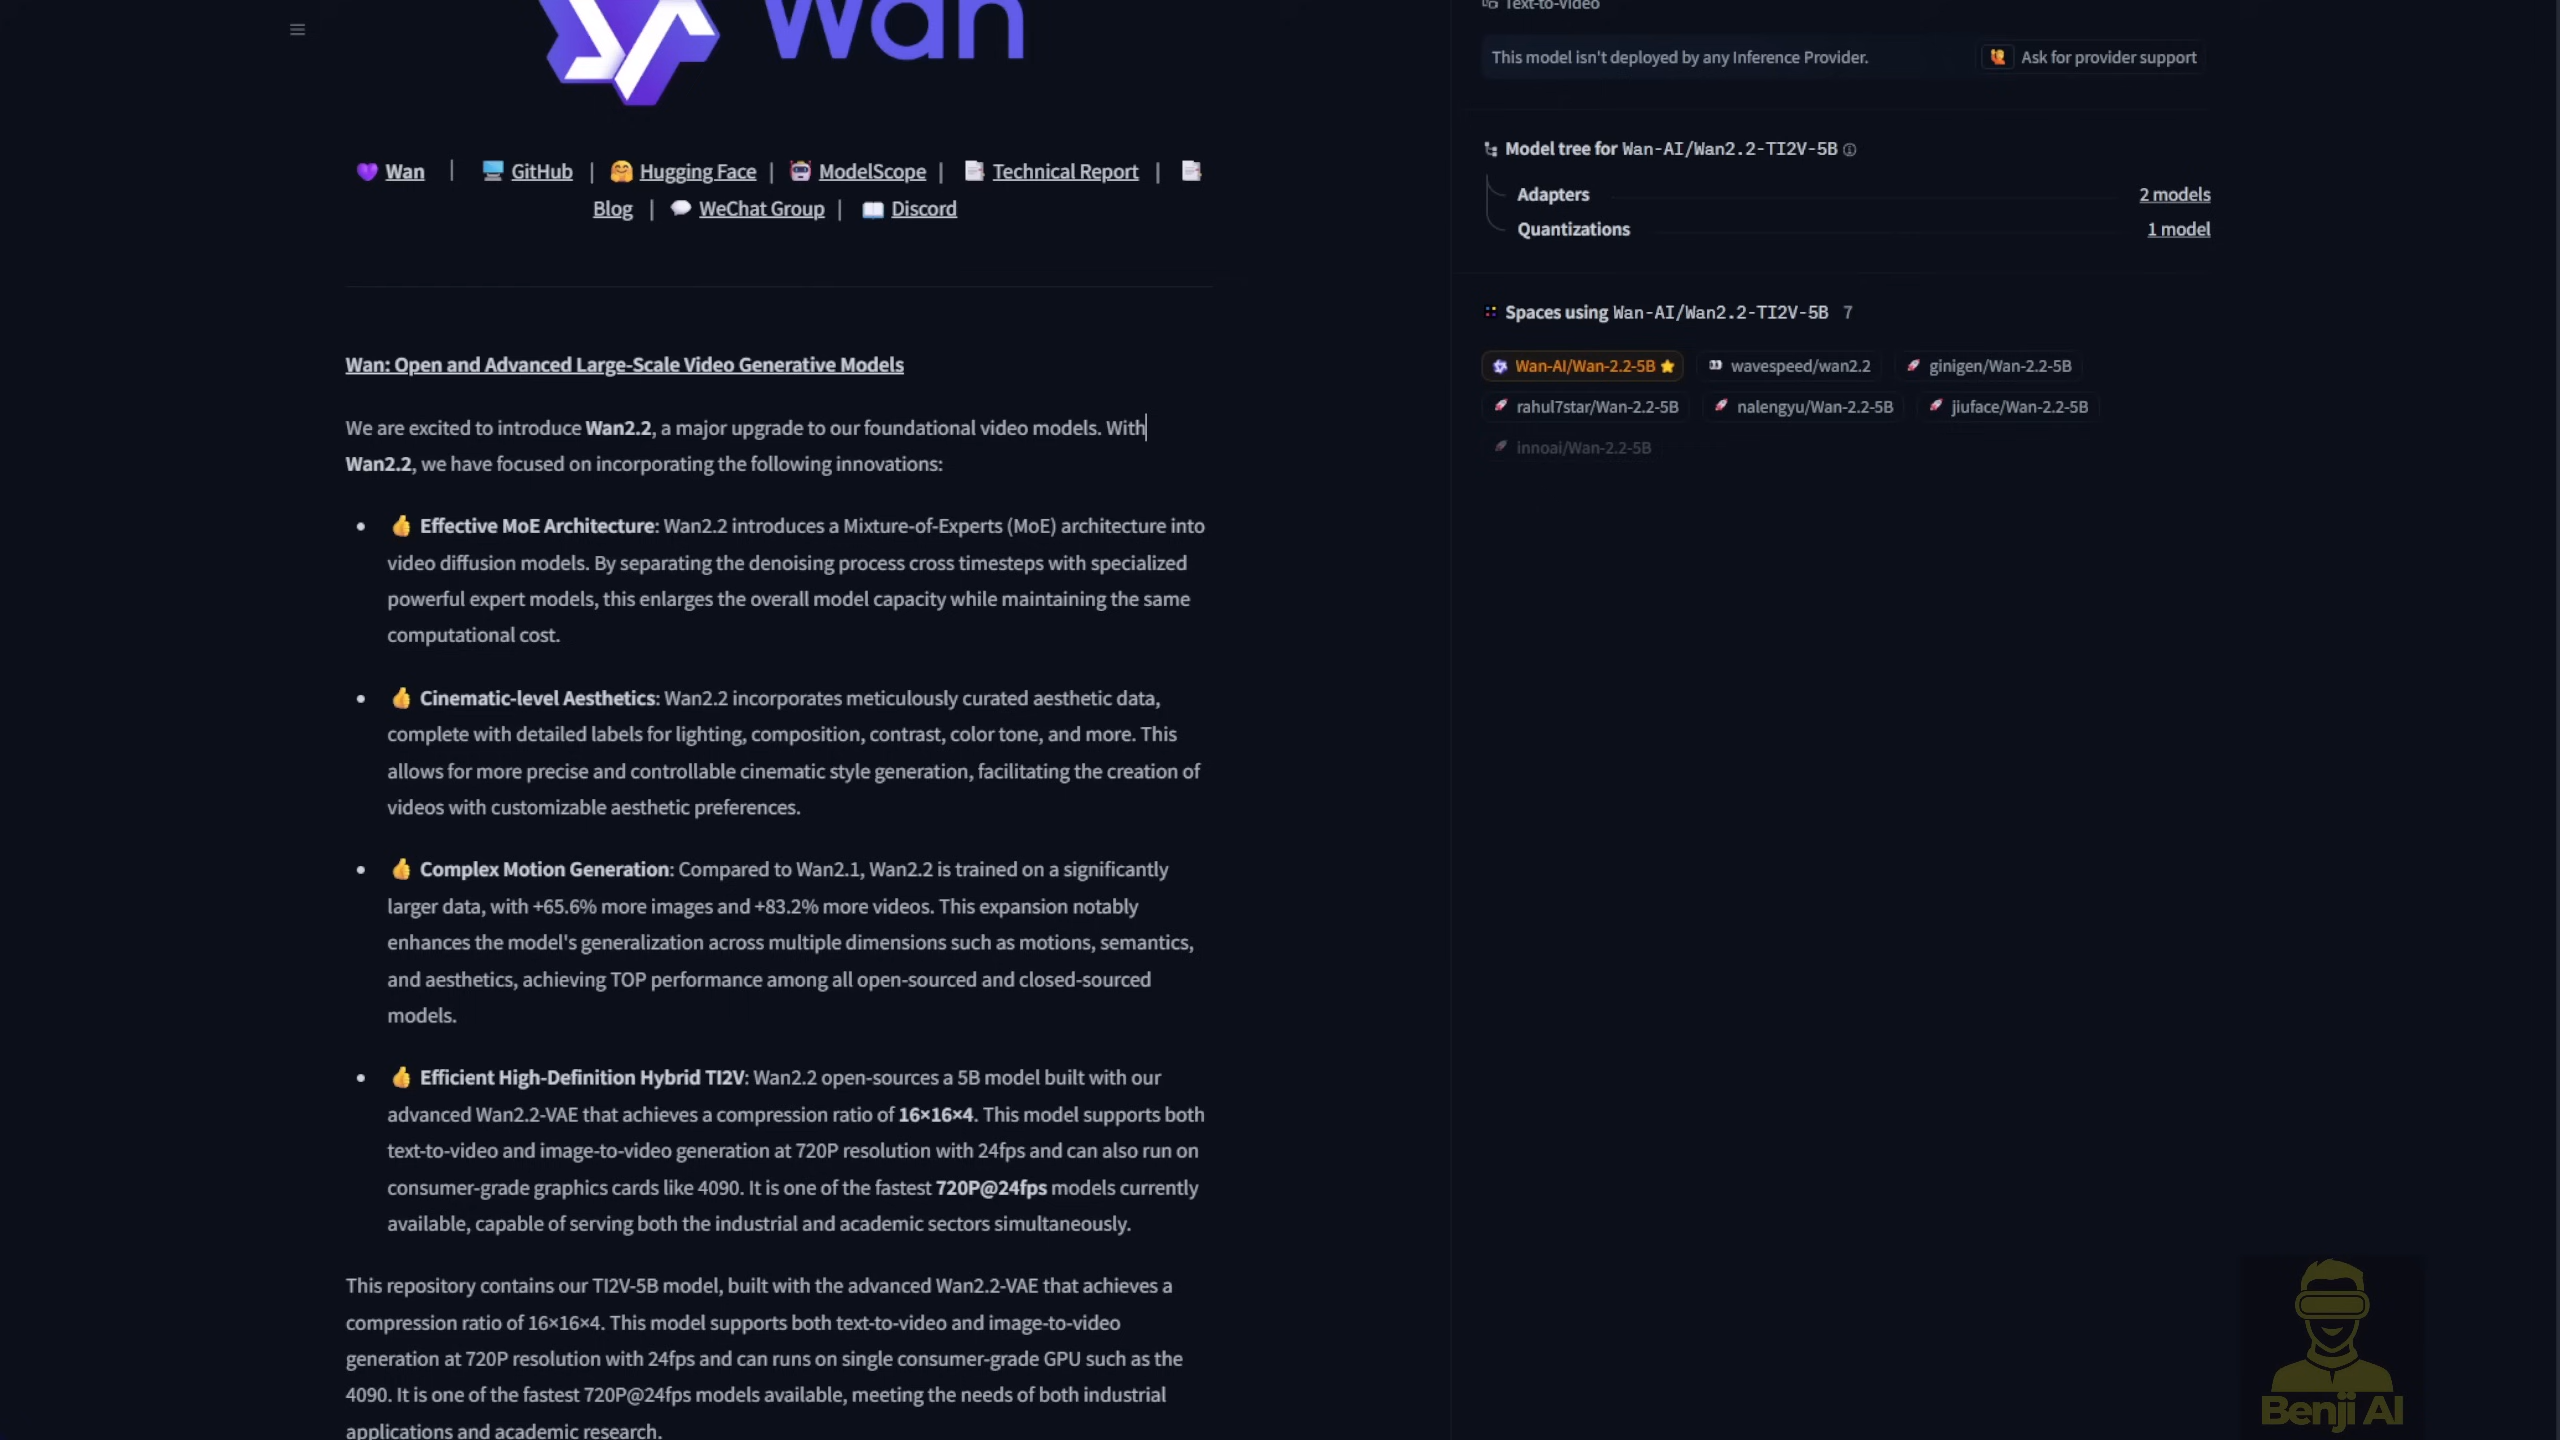 Wan
Wan | GitHub | Hugging Face | ModelScope | Technical Report |
Blog | WeChat Group | Discord
Wan: Open and Advanced Large-Scale Video Generative Models
We are excited to introduce Wan2.2, a major upgrade to our foundational video models. With
Wan2.2, we have focused on incorporating the following innovations:
• 👍 Effective MoE Architecture: Wan2.2 introduces a Mixture-of-Experts (MoE) architecture into
video diffusion models. By separating the denoising process cross timesteps with specialized
powerful expert models, this enlarges the overall model capacity while maintaining the same
computational cost.
• 👍 Cinematic-level Aesthetics: Wan2.2 incorporates meticulously curated aesthetic data,
complete with detailed labels for lighting, composition, contrast, color tone, and more. This
allows for more precise and controllable cinematic style generation, facilitating the creation of
videos with customizable aesthetic preferences.
• 👍 Complex Motion Generation: Compared to Wan2.1, Wan2.2 is trained on a significantly
larger data, with +65.6% more images and +83.2% more videos. This expansion notably
enhances the model's generalization across multiple dimensions such as motions, semantics,
and aesthetics, achieving TOP performance among all open-sourced and closed-sourced
models.
• 👍 Efficient High-Definition Hybrid TI2V: Wan2.2 open-sources a 5B model built with our
advanced Wan2.2-VAE that achieves a compression ratio of 16×16×4. This model supports both
text-to-video and image-to-video generation at 720P resolution with 24fps and can also run on
consumer-grade graphics cards like 4090. It is one of the fastest 720P@24fps models currently
available, capable of serving both the industrial and academic sectors simultaneously.
This repository contains our TI2V-5B model, built with the advanced Wan2.2-VAE that achieves a
compression ratio of 16×16×4. This model supports both text-to-video and image-to-video
generation at 720P resolution with 24fps and can runs on single consumer-grade GPU such as the
4090. It is one of the fastest 720P@24fps models available, meeting the needs of both industrial
applications and academic research.
Text-to-Video
This model isn't deployed by any Inference Provider.
Ask for provider support
Model tree for Wan-AI/Wan2.2-TI2V-5B
Adapters 2 models
Quantizations 1 model
Spaces using Wan-AI/Wan2.2-TI2V-5B 7
Wan-AI/Wan-2.2-5B wavespeed/wan2.2 ginigen/Wan-2.2-5B
rahul7star/Wan-2.2-5B nalengyu/Wan-2.2-5B jiuface/Wan-2.2-5B
innoai/Wan-2.2-5B
Benji AI